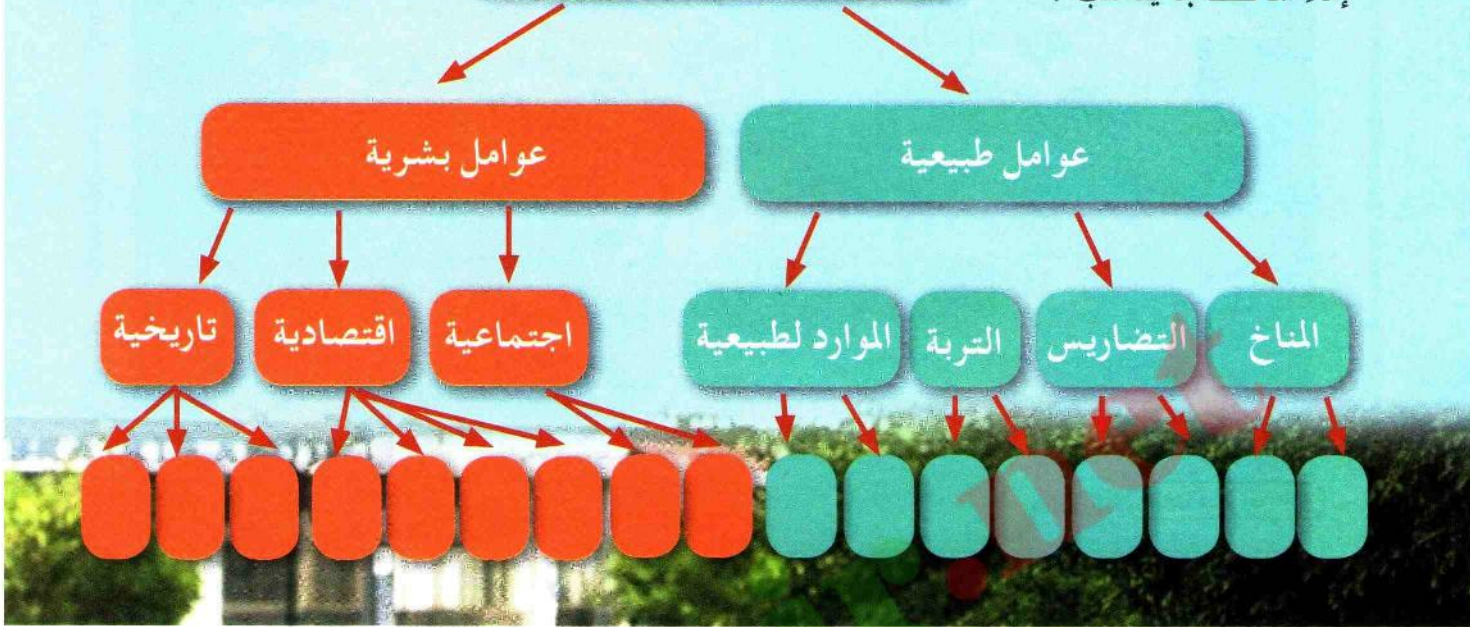 عوامل طبيعية
عوامل بشرية
المناخ
التضاريس
التربة
الموارد لطبيعية
اجتماعية
اقتصادية
تاريخية